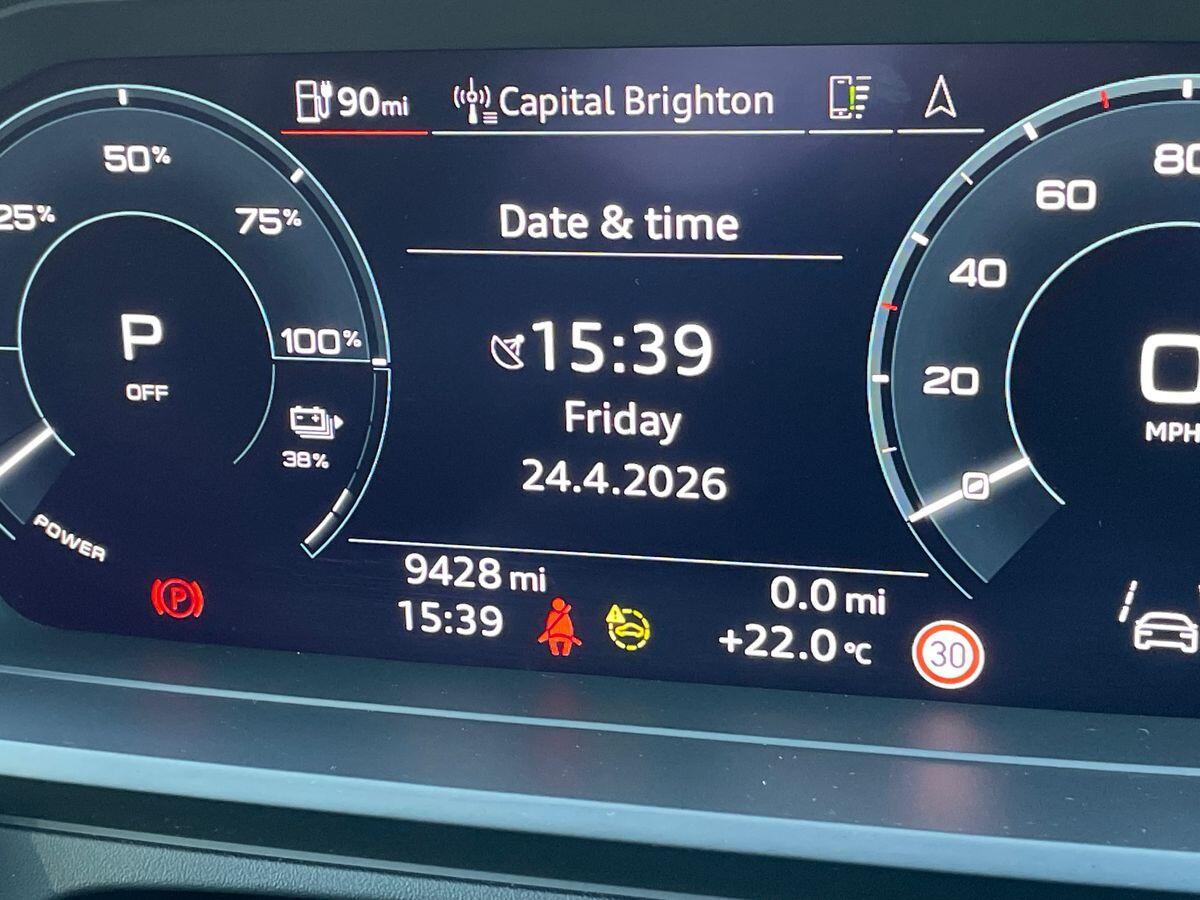 90mi
Capital Brighton
50%
25%
75%
100%
P
OFF
38%
POWER
Date & time
15:39
Friday
24.4.2026
80
60
40
20
0
MPH
9428 mi
15:39
P
0.0 mi
+22.0 °C
30